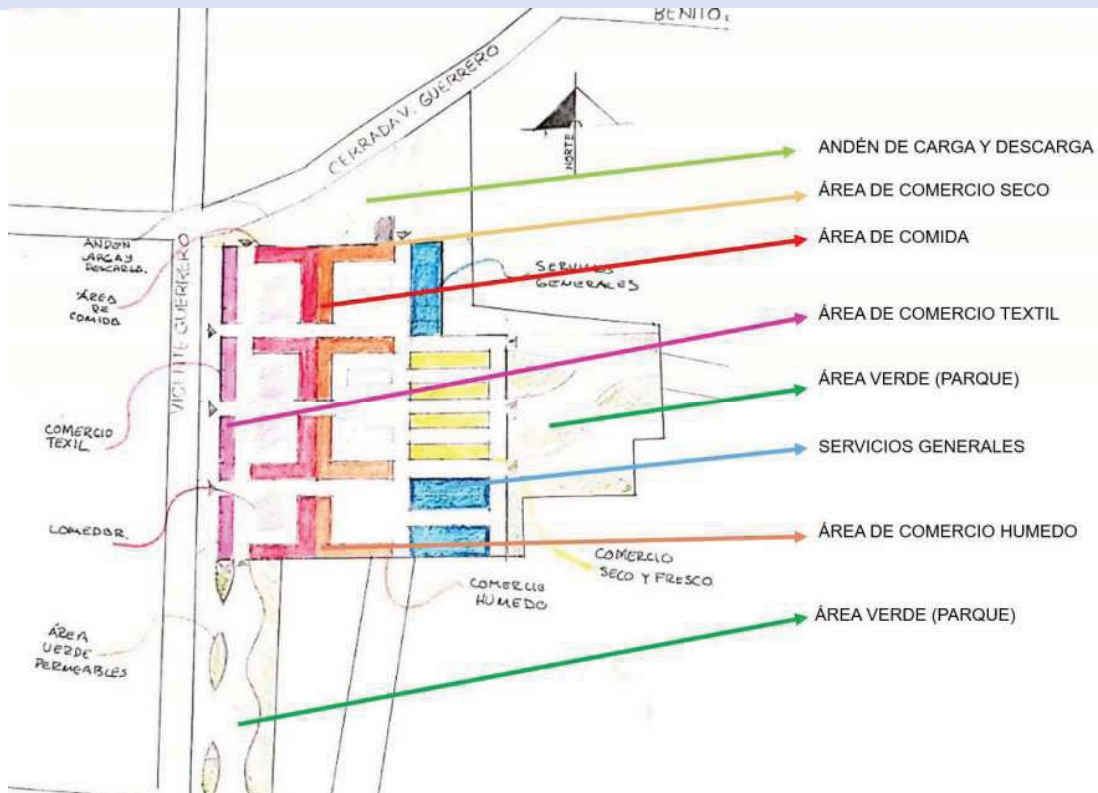 BENITO.
CERRADA V. GUERRERO
NORTE
ANDÉN DE CARGA Y DESCARGA
ÁREA DE COMERCIO SECO
ÁREA DE COMIDA
ÁREA DE COMERCIO TEXTIL
ÁREA VERDE (PARQUE)
SERVICIOS GENERALES
ÁREA DE COMERCIO HUMEDO
ÁREA VERDE (PARQUE)
ANDÉN
CARGA Y
DESCARGA.
ÁREA
DE
COMIDA
VICENTE GUERRERO
SERVICIOS
GENERALES
COMERCIO
TEXIL
COMEDOR.
COMERCIO
SECO Y FRESCO
COMERCIO
HUMEDO
ÁREA
VERDE
PERMEABLES